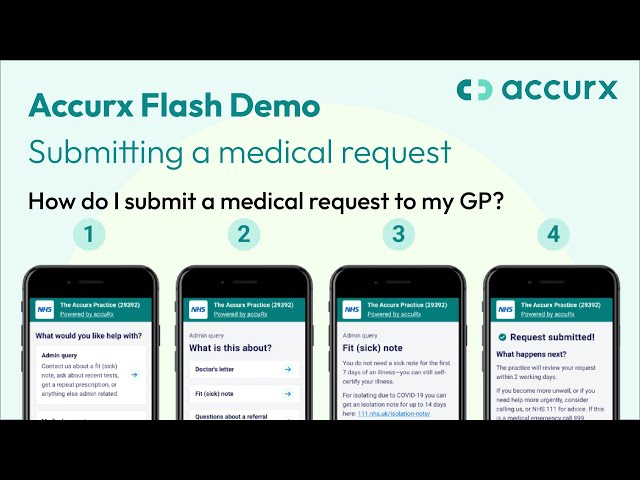 accurx
Accurx Flash Demo
Submitting a medical request
How do I submit a medical request to my GP?
1
2
3
4
NHS
The Accurx Practice (29392)
Powered by accuRx
What would you like help with?
Admin query
Contact us about a fit (sick)
note, ask about recent tests,
get a repeat prescription, or
anything else admin related.
NHS
The Accurx Practice (29392)
Powered by accuRx
Admin query
What is this about?
Doctor's letter
Fit (sick) note
Questions about a referral
NHS
The Accurx Practice (29392)
Powered by accuRx
Admin query
Fit (sick) note
You do not need a sick note for the first
7 days of an illness—you can still self-
certify your illness.
For isolating due to COVID-19 you can
get an isolation note for up to 14 days
here: 111.nhs.uk/isolation-note/
NHS
The Accurx Practice (29392)
Powered by accuRx
Request submitted!
What happens next?
The practice will review your request
within 2 working days.
If you become more unwell, or if you
need help more urgently, consider
calling us, or NHS 111 for advice. If this
is a medical emergency call 999.